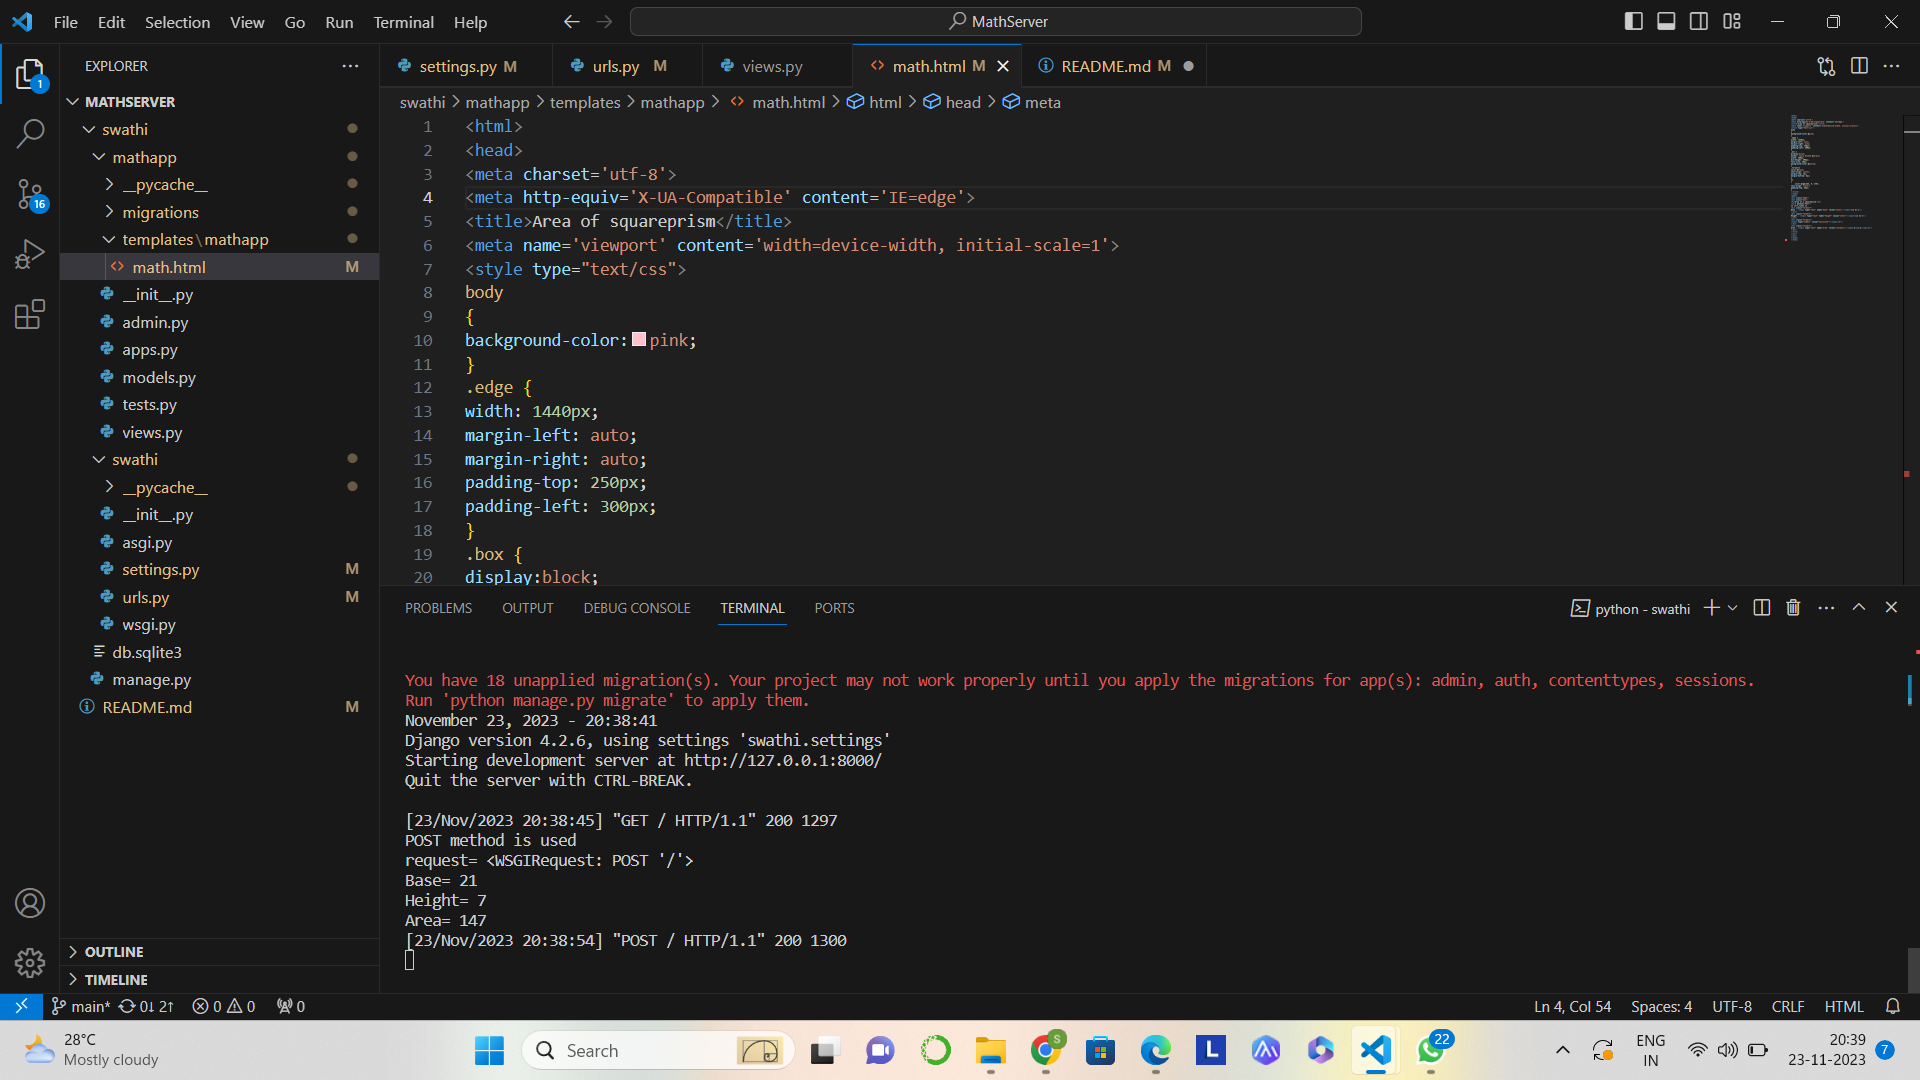 File Edit Selection View Go Run Terminal Help
MathServer
EXPLORER
MATHSERVER
swathi
mathapp
__pycache__
migrations
templates\mathapp
math.html M
__init__.py
admin.py
apps.py
models.py
tests.py
views.py
swathi
__pycache__
__init__.py
asgi.py
settings.py M
urls.py M
wsgi.py
db.sqlite3
manage.py
README.md M
OUTLINE
TIMELINE
1
16
settings.py M urls.py M views.py math.html M README.md M
swathi > mathapp > templates > mathapp > math.html > html > head > meta
1 <html>
2 <head>
3 <meta charset='utf-8'>
4 <meta http-equiv='X-UA-Compatible' content='IE=edge'>
5 <title>Area of squareprism</title>
6 <meta name='viewport' content='width=device-width, initial-scale=1'>
7 <style type="text/css">
8 body
9 {
10 background-color: pink;
11 }
12 .edge {
13 width: 1440px;
14 margin-left: auto;
15 margin-right: auto;
16 padding-top: 250px;
17 padding-left: 300px;
18 }
19 .box {
20 display:block;
PROBLEMS OUTPUT DEBUG CONSOLE TERMINAL PORTS
python - swathi
You have 18 unapplied migration(s). Your project may not work properly until you apply the migrations for app(s): admin, auth, contenttypes, sessions.
Run 'python manage.py migrate' to apply them.
November 23, 2023 - 20:38:41
Django version 4.2.6, using settings 'swathi.settings'
Starting development server at http://127.0.0.1:8000/
Quit the server with CTRL-BREAK.
[23/Nov/2023 20:38:45] "GET / HTTP/1.1" 200 1297
POST method is used
request= <WSGIRequest: POST '/'>
Base= 21
Height= 7
Area= 147
[23/Nov/2023 20:38:54] "POST / HTTP/1.1" 200 1300
main* 0↓ 2↑ 0 0 0
Ln 4, Col 54 Spaces: 4 UTF-8 CRLF HTML
28°C
Mostly cloudy
Search
S
L
22
ENG
IN
20:39
23-11-2023
7